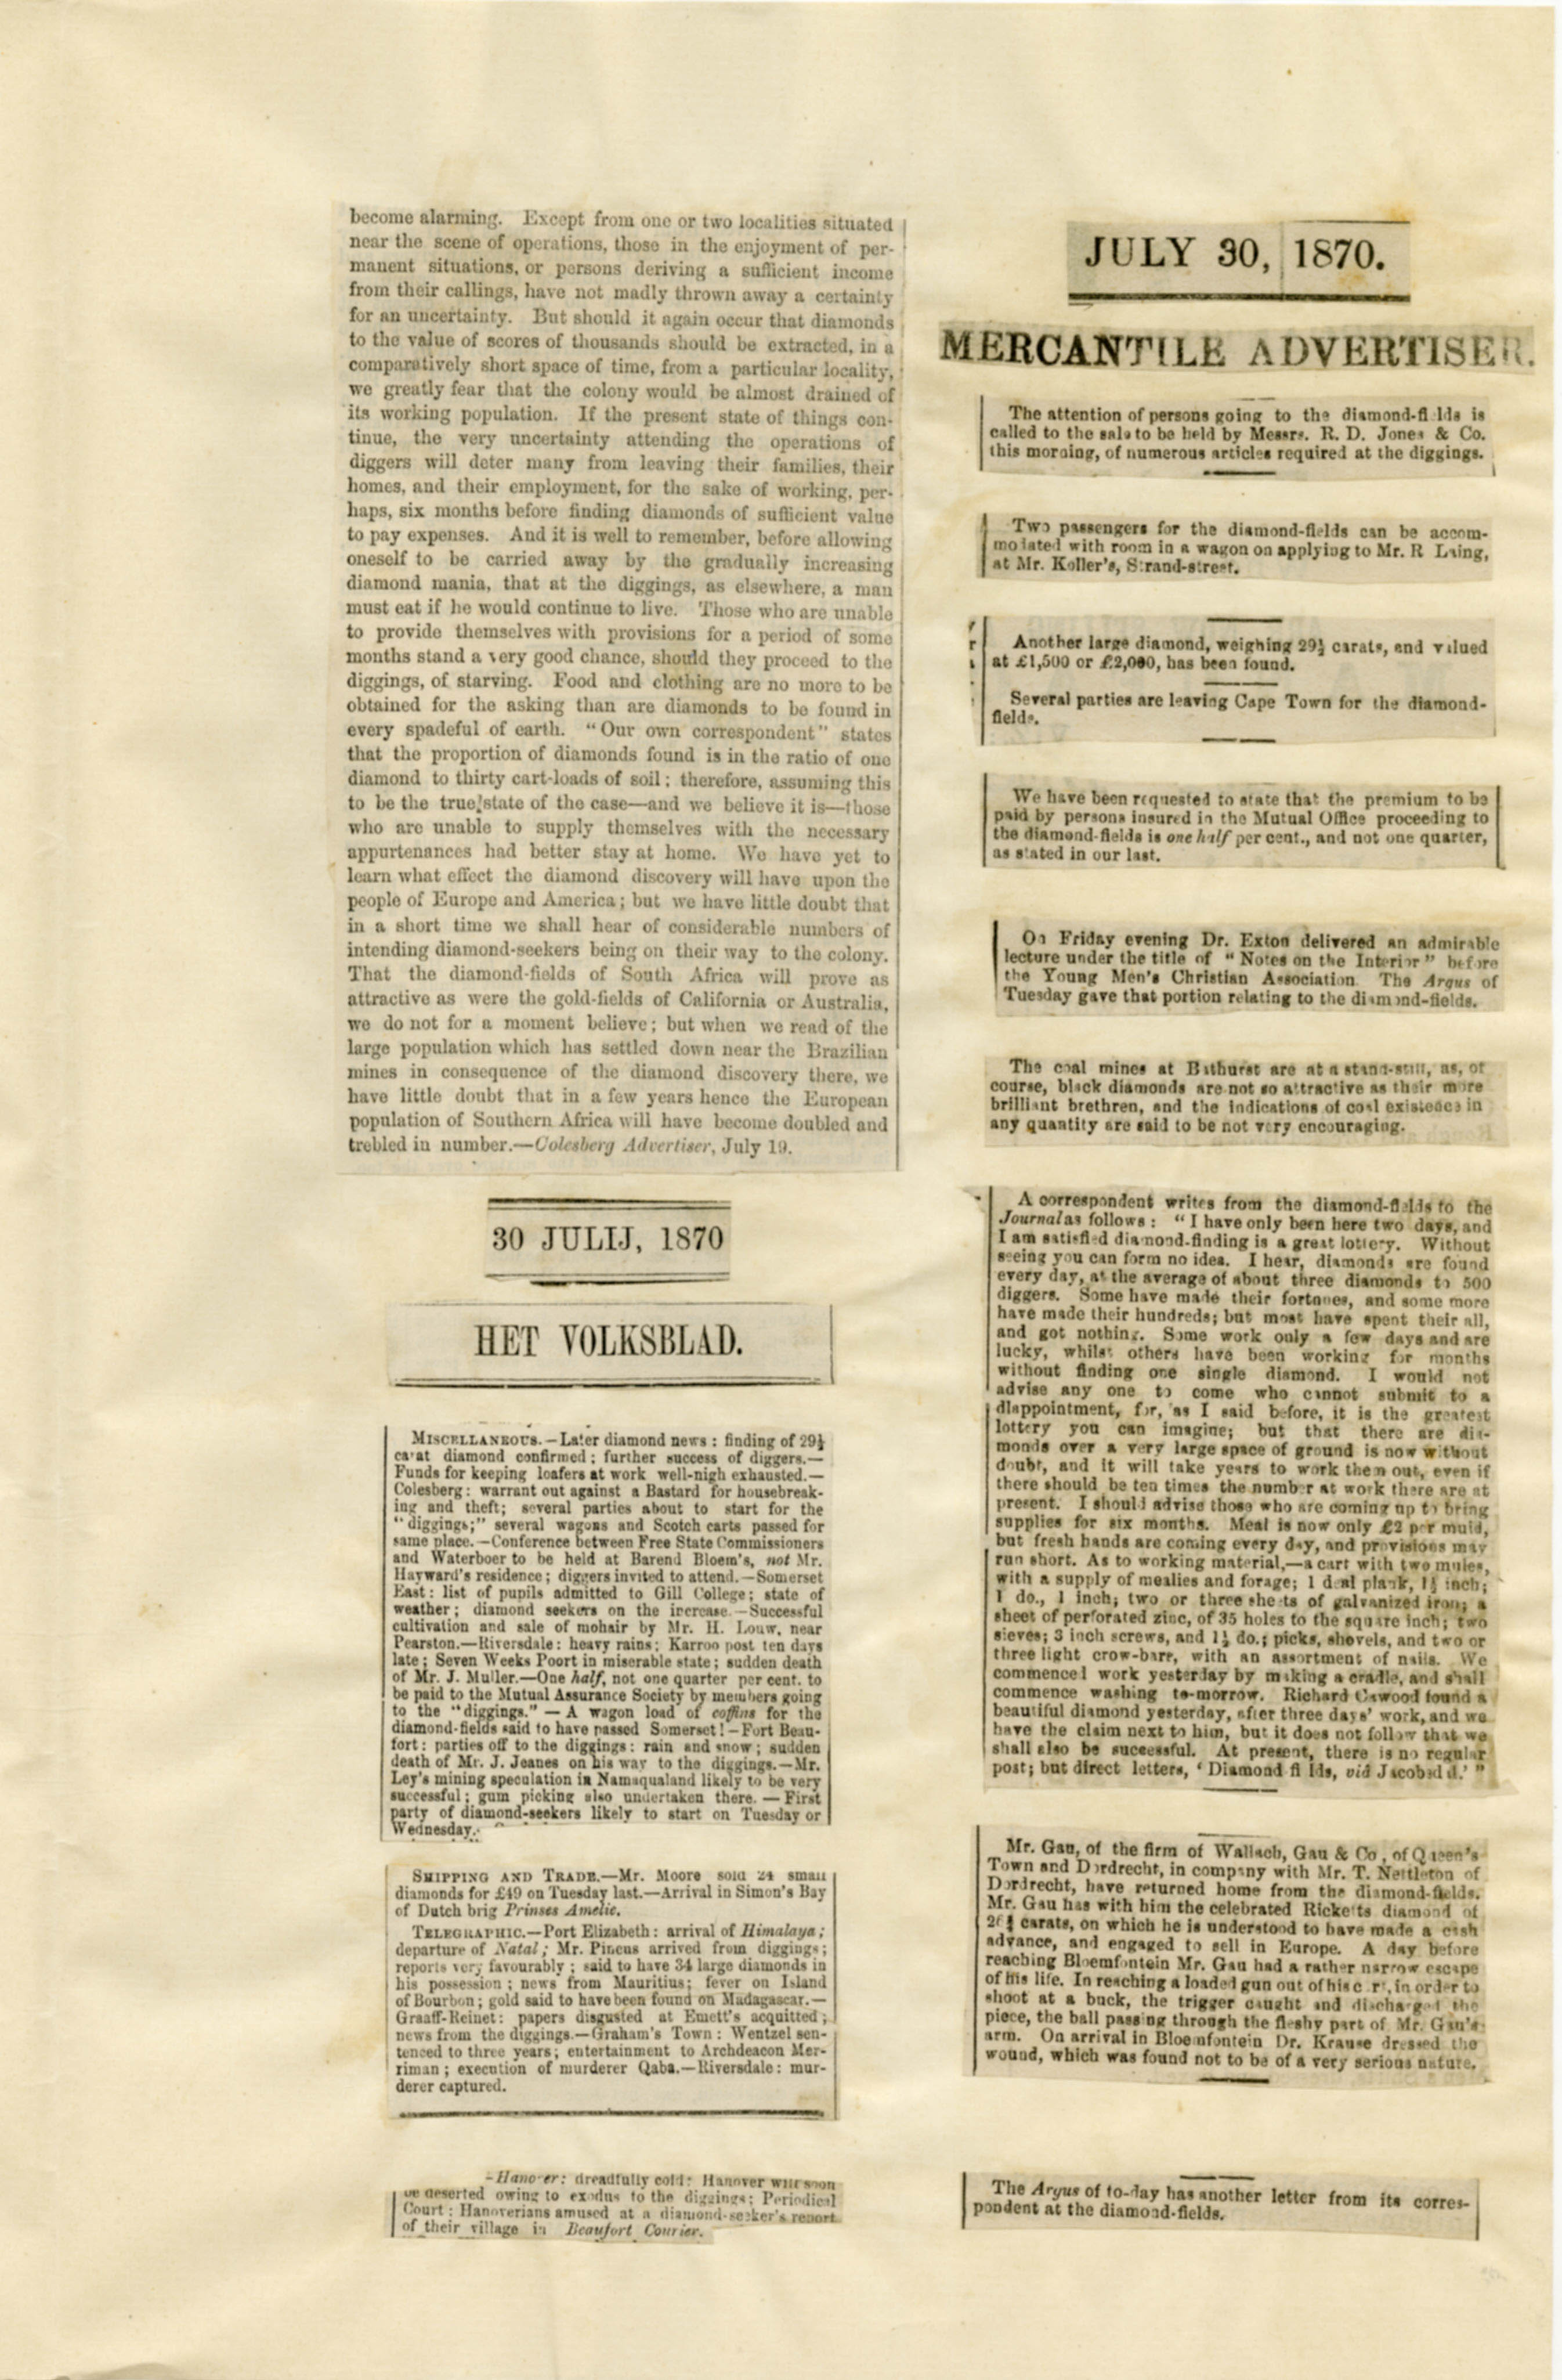 become alarming. Except from one or two localities situated
near the scene of operations, those in the enjoyment of per-
manent situations, or persons deriving a sufficient income
from their callings, have not madly thrown away a certainty
for an uncertainty. But should it again occur that diamonds
to the value of scores of thousands should be extracted, in a
comparatively short space of time, from a particular locality,
we greatly fear that the colony would be almost drained of
its working population. If the present state of things con-
tinue, the very uncertainty attending the operations of
diggers will deter many from leaving their families, their
homes, and their employment, for the sake of working, per-
haps, six months before finding diamonds of sufficient value
to pay expenses. And it is well to remember, before allowing
oneself to be carried away by the gradually increasing
diamond mania, that at the diggings, as elsewhere, a man
must eat if he would continue to live. Those who are unable
to provide themselves with provisions for a period of some
months stand a very good chance, should they proceed to the
diggings, of starving. Food and clothing are no more to be
obtained for the asking than are diamonds to be found in
every spadeful of earth. "Our own correspondent" states
that the proportion of diamonds found is in the ratio of one
diamond to thirty cart-loads of soil; therefore, assuming this
to be the true state of the case—and we believe it is—those
who are unable to supply themselves with the necessary
appurtenances had better stay at home. We have yet to
learn what effect the diamond discovery will have upon the
people of Europe and America; but we have little doubt that
in a short time we shall hear of considerable numbers of
intending diamond-seekers being on their way to the colony.
That the diamond-fields of South Africa will prove as
attractive as were the gold-fields of California or Australia,
we do not for a moment believe; but when we read of the
large population which has settled down near the Brazilian
mines in consequence of the diamond discovery there, we
have little doubt that in a few years hence the European
population of Southern Africa will have become doubled and
trebled in number.—Colesberg Advertiser, July 19.
30 JULIJ, 1870
HET VOLKSBLAD.
MISCELLANEOUS.—Later diamond news: finding of 29½
carat diamond confirmed; further success of diggers.—
Funds for keeping loafers at work well-nigh exhausted.—
Colesberg: warrant out against a Bastard for housebreak-
ing and theft; several parties about to start for the
"diggings;" several wagons and Scotch carts passed for
same place.—Conference between Free State Commissioners
and Waterboer to be held at Barend Bloem's, not Mr.
Hayward's residence; diggers invited to attend.—Somerset
East: list of pupils admitted to Gill College; state of
weather; diamond seekers on the increase.—Successful
cultivation and sale of mohair by Mr. H. Louw, near
Pearston.—Riversdale: heavy rains; Karroo post ten days
late; Seven Weeks Poort in miserable state; sudden death
of Mr. J. Muller.—One half, not one quarter per cent. to
be paid to the Mutual Assurance Society by members going
to the "diggings."—A wagon load of coffins for the
diamond-fields said to have passed Somerset!—Fort Beau-
fort: parties off to the diggings: rain and snow; sudden
death of Mr. J. Jeanes on his way to the diggings.—Mr.
Ley's mining speculation in Namaqualand likely to be very
successful; gum picking also undertaken there.—First
party of diamond-seekers likely to start on Tuesday or
Wednesday.
SHIPPING AND TRADE.—Mr. Moore sold 24 small
diamonds for £49 on Tuesday last.—Arrival in Simon's Bay
of Dutch brig Prinses Amelie.
TELEGRAPHIC.—Port Elizabeth: arrival of Himalaya;
departure of Natal; Mr. Pincus arrived from diggings;
reports very favourably; said to have 34 large diamonds in
his possession; news from Mauritius; fever on Island
of Bourbon; gold said to have been found on Madagascar.—
Graaff-Reinet: papers disgusted at Emett's acquitted;
news from the diggings.—Graham's Town: Wentzel sen-
tenced to three years; entertainment to Archdeacon Mer-
riman; execution of murderer Qaba.—Riversdale: mur-
derer captured.
-Hanover: dreadfully cold: Hanover will soon
be deserted owing to exodus to the diggings; Periodical
Court; Hanoverians amused at a diamond-seeker's report
of their village in Beaufort Courier.
JULY 30, 1870.
MERCANTILE ADVERTISER.
The attention of persons going to the diamond-fi lds is
called to the sale to be held by Messrs. R. D. Jones & Co.
this morning, of numerous articles required at the diggings.
Two passengers for the diamond-fields can be accom-
modated with room in a wagon on applying to Mr. R Laing,
at Mr. Koller's, Strand-street.
Another large diamond, weighing 29½ carats, and valued
at £1,500 or £2,000, has been found.
Several parties are leaving Cape Town for the diamond-
fields.
We have been requested to state that the premium to be
paid by persons insured in the Mutual Office proceeding to
the diamond-fields is one half per cent., and not one quarter,
as stated in our last.
On Friday evening Dr. Exton delivered an admirable
lecture under the title of "Notes on the Interior" before
the Young Men's Christian Association. The Argus of
Tuesday gave that portion relating to the diamond-fields.
The coal mines at Bathurst are at a stand-still, as, of
course, black diamonds are not so attractive as their more
brilliant brethren, and the indications of coal existence in
any quantity are said to be not very encouraging.
A correspondent writes from the diamond-fields to the
Journal as follows: "I have only been here two days, and
I am satisfied diamond-finding is a great lottery. Without
seeing you can form no idea. I hear, diamonds are found
every day, at the average of about three diamonds to 500
diggers. Some have made their fortunes, and some more
have made their hundreds; but most have spent their all,
and got nothing. Some work only a few days and are
lucky, whilst others have been working for months
without finding one single diamond. I would not
advise any one to come who cannot submit to a
disappointment, for, as I said before, it is the greatest
lottery you can imagine; but that there are dia-
monds over a very large space of ground is now without
doubt, and it will take years to work them out, even if
there should be ten times the number at work there are at
present. I should advise those who are coming up to bring
supplies for six months. Meal is now only £2 per muid,
but fresh hands are coming every day, and provisions may
run short. As to working material,—a cart with two mules,
with a supply of mealies and forage; 1 deal plank, 1½ inch;
1 do., 1 inch; two or three sheets of galvanized iron; a
sheet of perforated zinc, of 35 holes to the square inch; two
sieves; 3 inch screws, and 1½ do.; picks, shovels, and two or
three light crow-bars, with an assortment of nails. We
commenced work yesterday by making a cradle, and shall
commence washing to-morrow. Richard Cawood found a
beautiful diamond yesterday, after three days' work, and we
have the claim next to him, but it does not follow that we
shall also be successful. At present, there is no regular
post; but direct letters, 'Diamond fi lds, viâ Jacobsdal.'"
Mr. Gau, of the firm of Wallach, Gau & Co, of Queen's
Town and Dordrecht, in company with Mr. T. Nettleton of
Dordrecht, have returned home from the diamond-fields.
Mr. Gau has with him the celebrated Ricketts diamond of
carats, on which he is understood to have made a cash
advance, and engaged to sell in Europe. A day before
reaching Bloemfontein Mr. Gau had a rather narrow escape
of his life. In reaching a loaded gun out of his c r', in order to
shoot at a buck, the trigger caught and discharged the
piece, the ball passing through the fleshy part of Mr. Gau's
arm. On arrival in Bloemfontein Dr. Krause dressed the
wound, which was found not to be of a very serious nature.
The Argus of to-day has another letter from its corres-
pondent at the diamond-fields.